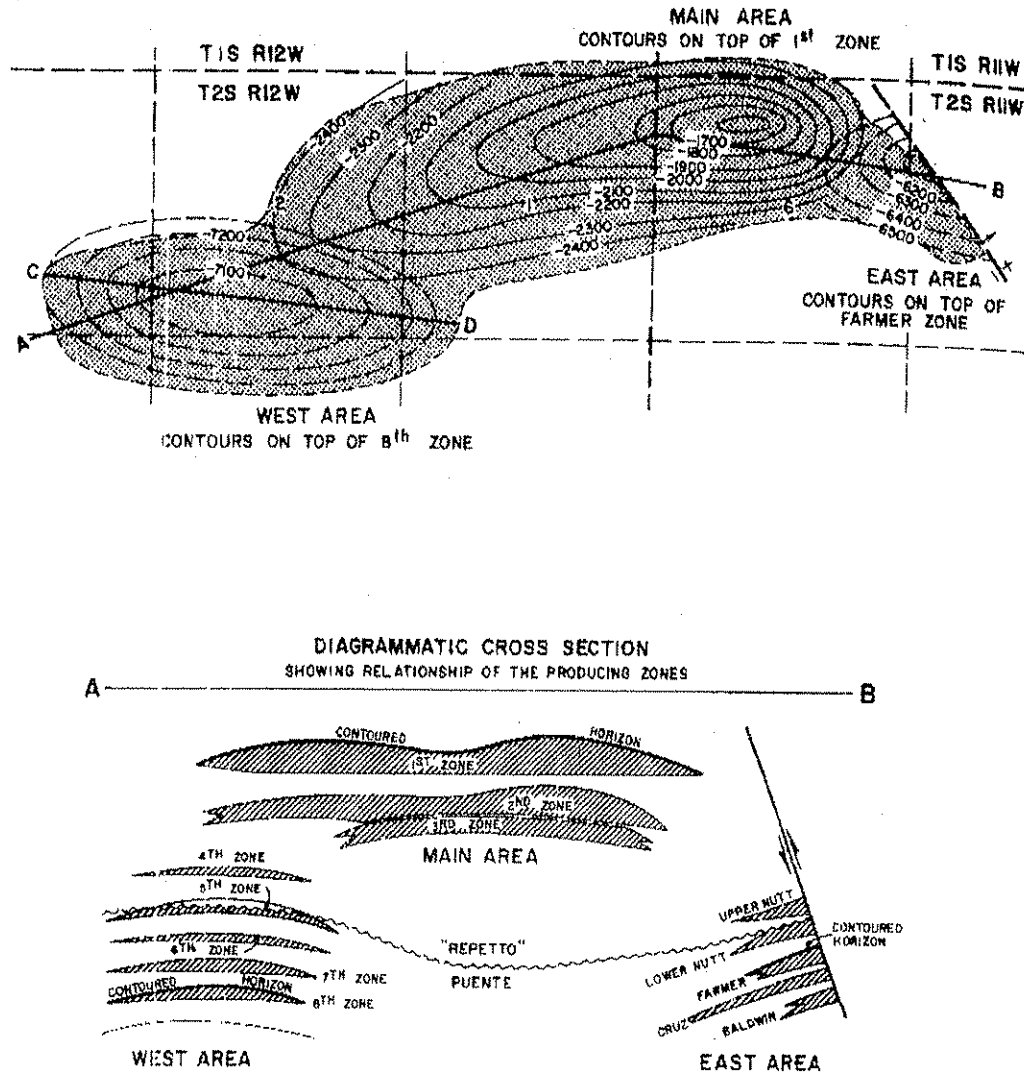 MAIN AREA
CONTOURS ON TOP OF 1st ZONE
T1S R12W
T2S R12W
T1S R11W
T2S R11W
-2400
-2300
-2200
-1700
-1800
-1900
-2000
-2100
-2200
-2300
-2400
2
1
6
B
-6200
-6300
-6400
-6500
-7200
-7100
C
D
A
EAST AREA
CONTOURS ON TOP OF
FARMER ZONE
WEST AREA
CONTOURS ON TOP OF 8th ZONE
DIAGRAMMATIC CROSS SECTION
SHOWING RELATIONSHIP OF THE PRODUCING ZONES
A
B
CONTOURED HORIZON
1ST ZONE
2ND ZONE
3RD ZONE
MAIN AREA
4TH ZONE
5TH ZONE
6TH ZONE
7TH ZONE
CONTOURED HORIZON
8TH ZONE
WEST AREA
"REPETTO"
PUENTE
UPPER NUTT
LOWER NUTT
CONTOURED
HORIZON
FARMER
CRUZ
BALDWIN
EAST AREA